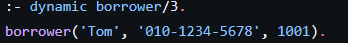 :- dynamic borrower/3.
borrower('Tom', '010-1234-5678', 1001).